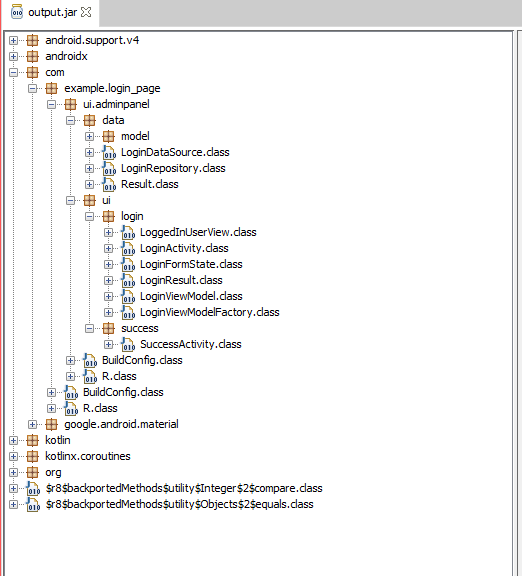 output.jar
android.support.v4
androidx
com
example.login_page
ui.adminpanel
data
model
LoginDataSource.class
LoginRepository.class
Result.class
ui
login
LoggedInUserView.class
LoginActivity.class
LoginFormState.class
LoginResult.class
LoginViewModel.class
LoginViewModelFactory.class
success
SuccessActivity.class
BuildConfig.class
R.class
BuildConfig.class
R.class
google.android.material
kotlin
kotlinx.coroutines
org
$r8$backportedMethods$utility$Integer$2$compare.class
$r8$backportedMethods$utility$Objects$2$equals.class